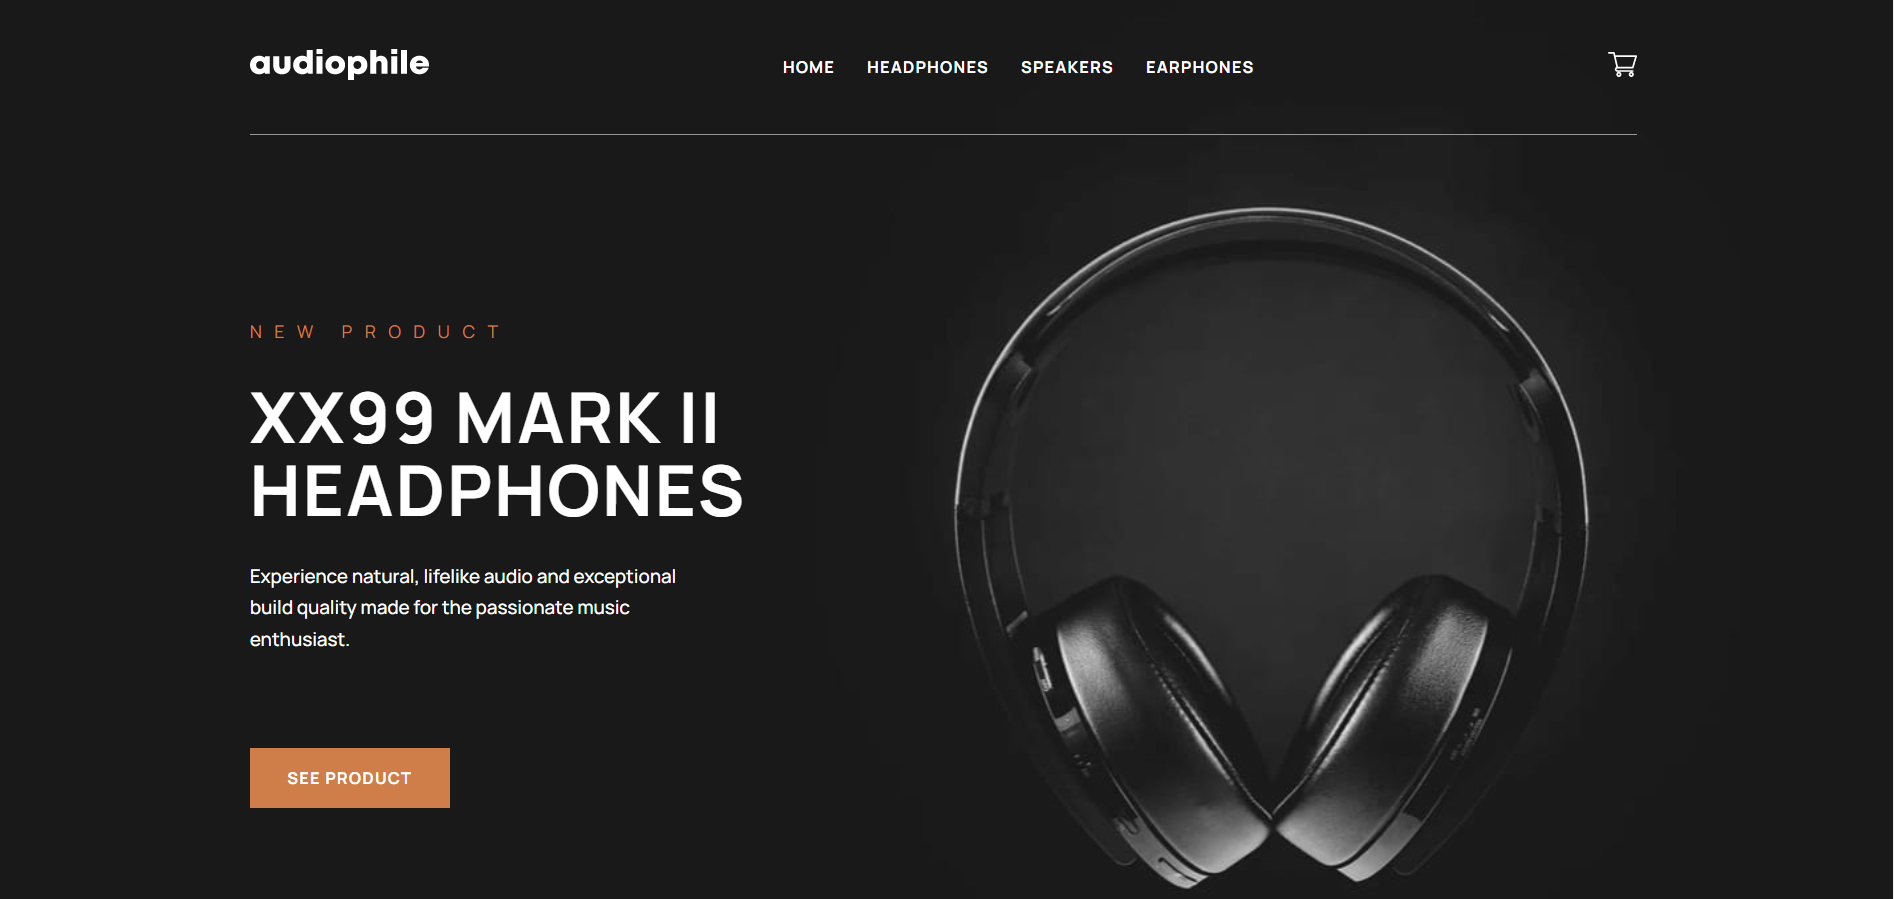 audiophile
HOME HEADPHONES SPEAKERS EARPHONES
NEW PRODUCT
XX99 MARK II
HEADPHONES
Experience natural, lifelike audio and exceptional
build quality made for the passionate music
enthusiast.
SEE PRODUCT